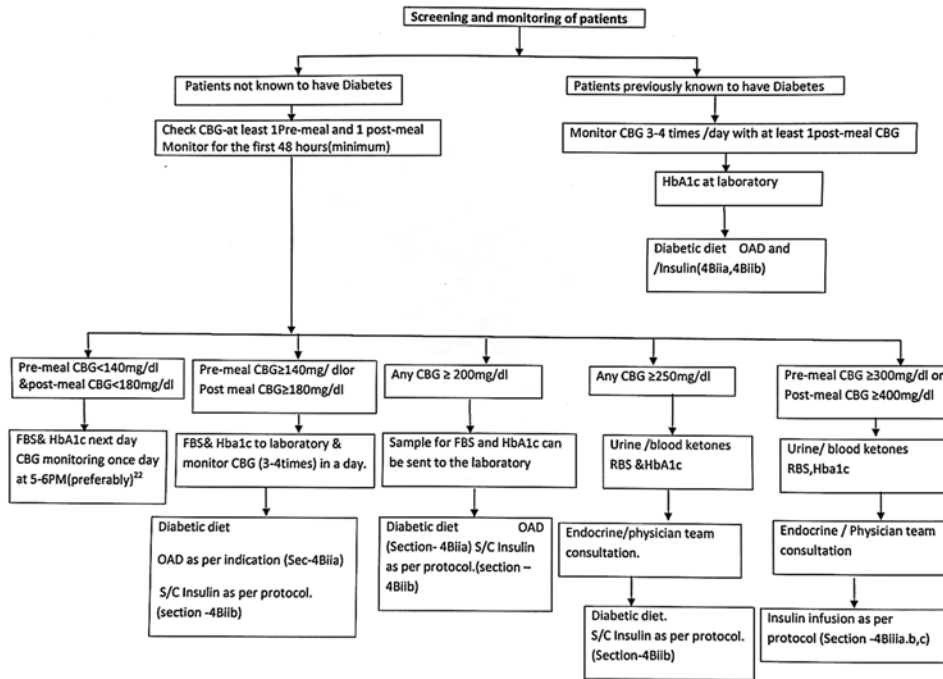 Screening and monitoring of patients
Patients not known to have Diabetes
Patients previously known to have Diabetes
Check CBG-at least 1Pre-meal and 1 post-meal
Monitor for the first 48 hours(minimum)
Monitor CBG 3-4 times /day with at least 1post-meal CBG
HbA1c at laboratory
Diabetic diet OAD and
/Insulin(4Biia,4Biib)
Pre-meal CBG<140mg/dl
&post-meal CBG<180mg/dl
FBS& HbA1c next day
CBG monitoring once day
at 5-6PM(preferably)22
Pre-meal CBG≥140mg/ dlor
Post meal CBG≥180mg/dl
FBS& Hba1c to laboratory &
monitor CBG (3-4times) in a day.
Diabetic diet
OAD as per indication (Sec-4Biia)
S/C Insulin as per protocol.
(section -4Biib)
Any CBG ≥ 200mg/dl
Sample for FBS and HbA1c can
be sent to the laboratory
Diabetic diet OAD
(Section- 4Biia) S/C Insulin
as per protocol.(section –
4Biib)
Any CBG ≥250mg/dl
Urine /blood ketones
RBS &HbA1c
Endocrine/physician team
consultation.
Diabetic diet.
S/C Insulin as per protocol.
(Section-4Biib)
Pre-meal CBG ≥300mg/dl or
Post-meal CBG ≥400mg/dl
Urine/ blood ketones
RBS,Hba1c
Endocrine / Physician team
consultation
Insulin infusion as per
protocol (Section -4Biiia.b,c)